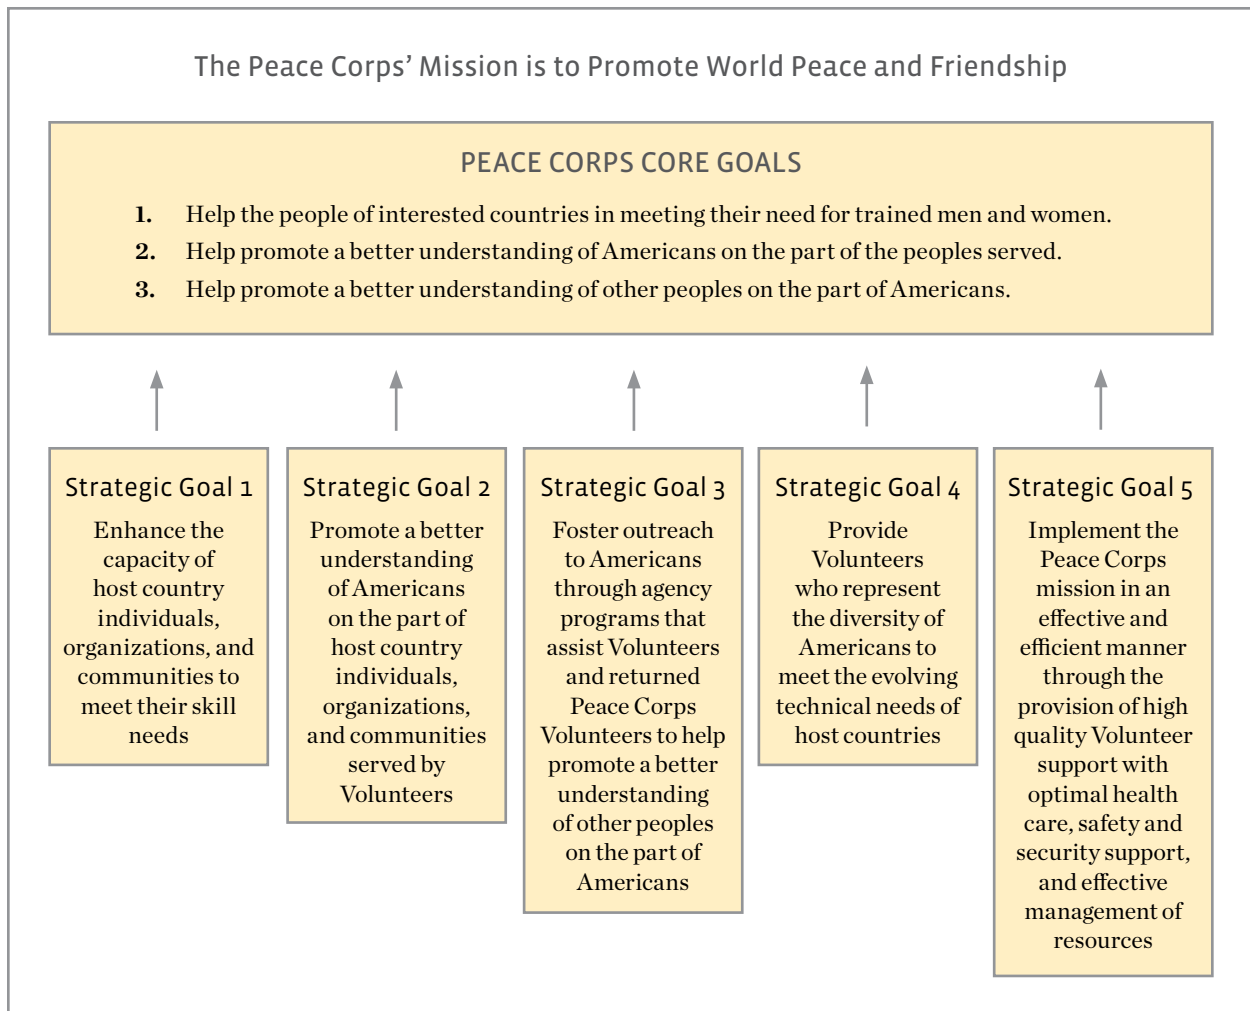 The Peace Corps’ Mission is to Promote World Peace and Friendship
PEACE CORPS CORE GOALS
1. Help the people of interested countries in meeting their need for trained men and women.
2. Help promote a better understanding of Americans on the part of the peoples served.
3. Help promote a better understanding of other peoples on the part of Americans.
Strategic Goal 1
Enhance the
capacity of
host country
individuals,
organizations, and
communities to
meet their skill
needs
Strategic Goal 2
Promote a better
understanding
of Americans
on the part of
host country
individuals,
organizations,
and communities
served by
Volunteers
Strategic Goal 3
Foster outreach
to Americans
through agency
programs that
assist Volunteers
and returned
Peace Corps
Volunteers to help
promote a better
understanding
of other peoples
on the part of
Americans
Strategic Goal 4
Provide
Volunteers
who represent
the diversity of
Americans to
meet the evolving
technical needs of
host countries
Strategic Goal 5
Implement the
Peace Corps
mission in an
effective and
efficient manner
through the
provision of high
quality Volunteer
support with
optimal health
care, safety and
security support,
and effective
management of
resources